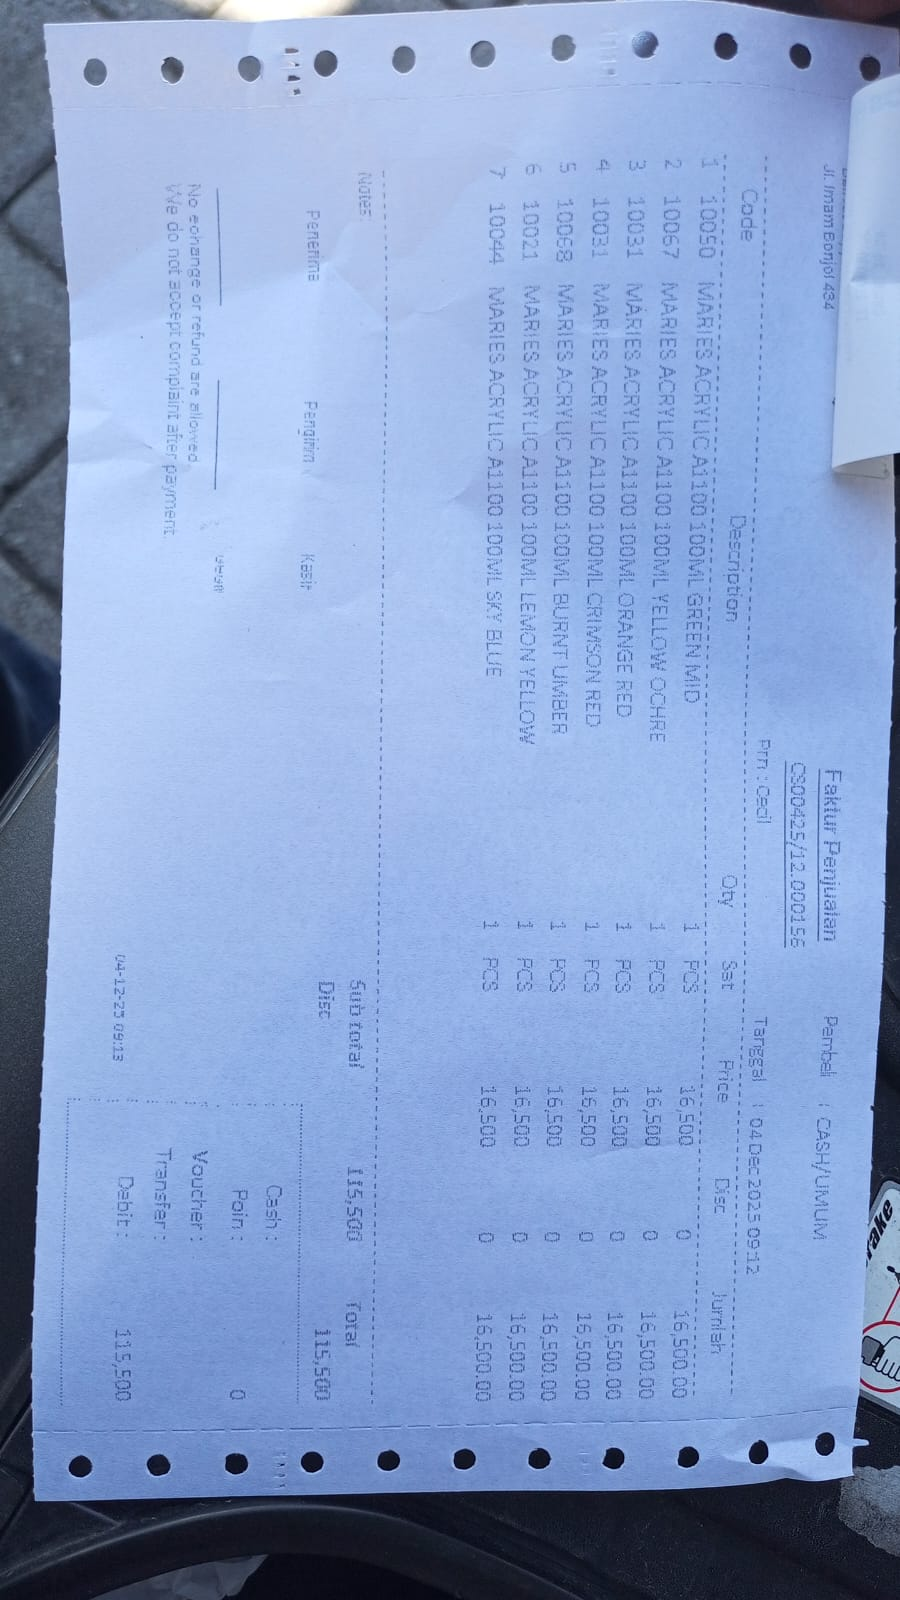 Jl. Imam Bonjol 434
Faktur Penjualan
CS00425/12.000156
Pembeli : CASH/UMUM
Prn : Cecil
Tanggal : 04 Dec 2025 09:12
Code Description Qty Sat Price Disc Jumlah
1 10050 MARIES ACRYLIC A1100 100ML GREEN MID 1 PCS 16,500 0 16,500.00
2 10067 MARIES ACRYLIC A1100 100ML YELLOW OCHRE 1 PCS 16,500 0 16,500.00
3 10031 MARIES ACRYLIC A1100 100ML ORANGE RED 1 PCS 16,500 0 16,500.00
4 10031 MARIES ACRYLIC A1100 100ML CRIMSON RED 1 PCS 16,500 0 16,500.00
5 10068 MARIES ACRYLIC A1100 100ML BURNT UMBER 1 PCS 16,500 0 16,500.00
6 10021 MARIES ACRYLIC A1100 100ML LEMON YELLOW 1 PCS 16,500 0 16,500.00
7 10044 MARIES ACRYLIC A1100 100ML SKY BLUE 1 PCS 16,500 0 16,500.00
Notes: Sub total 115,500 Total
Penerima Pengirim Kasir Disc 115,500
Cash :
Poin : 0
Voucher :
No echange or refund are allowed
We do not accept complaint after payment
Transfer :
04-12-25 09:13
Debit : 115,500